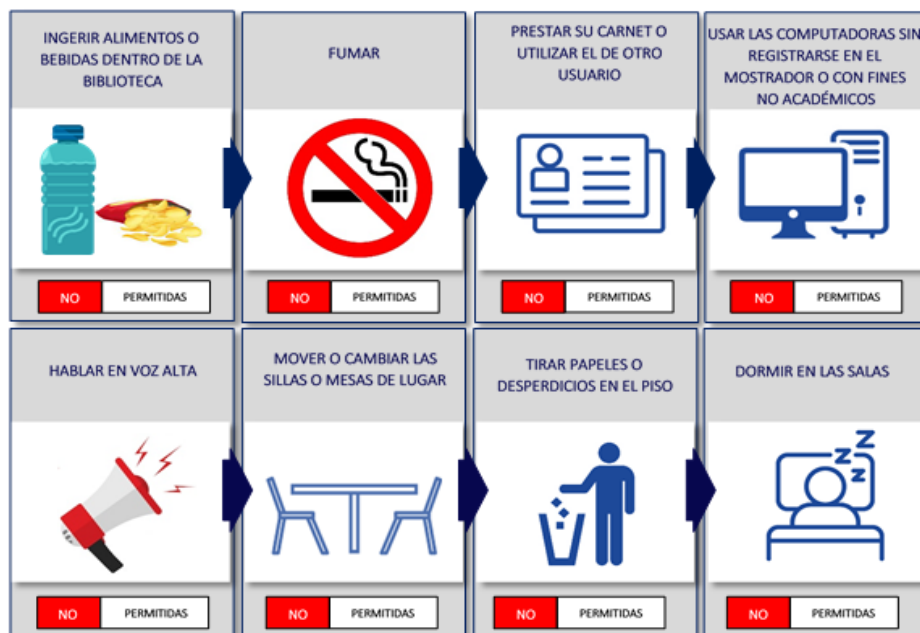 INGERIR ALIMENTOS O
BEBIDAS DENTRO DE LA
BIBLIOTECA
NO PERMITIDAS
FUMAR
NO PERMITIDAS
PRESTAR SU CARNET O
UTILIZAR EL DE OTRO
USUARIO
NO PERMITIDAS
USAR LAS COMPUTADORAS SIN
REGISTRARSE EN EL
MOSTRADOR O CON FINES
NO ACADÉMICOS
NO PERMITIDAS
HABLAR EN VOZ ALTA
NO PERMITIDAS
MOVER O CAMBIAR LAS
SILLAS O MESAS DE LUGAR
NO PERMITIDAS
TIRAR PAPELES O
DESPERDICIOS EN EL PISO
NO PERMITIDAS
DORMIR EN LAS SALAS
ZZZ
NO PERMITIDAS